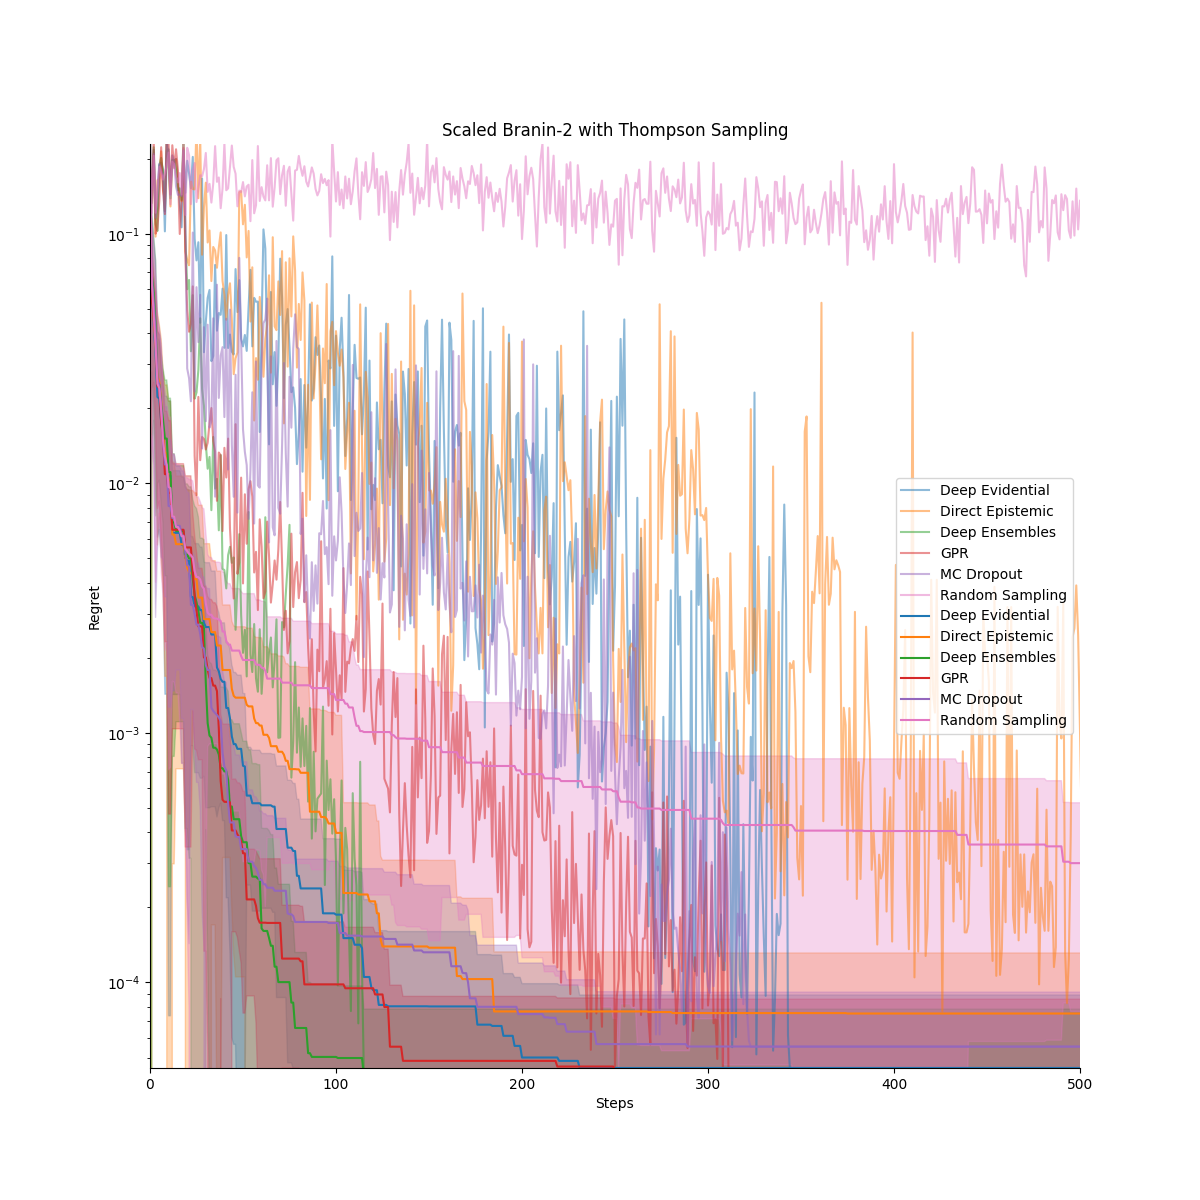 Scaled Branin-2 with Thompson Sampling
Regret
10⁻¹
10⁻²
10⁻³
10⁻⁴
Deep Evidential
Direct Epistemic
Deep Ensembles
GPR
MC Dropout
Random Sampling
Deep Evidential
Direct Epistemic
Deep Ensembles
GPR
MC Dropout
Random Sampling
0 100 200 300 400 500
Steps